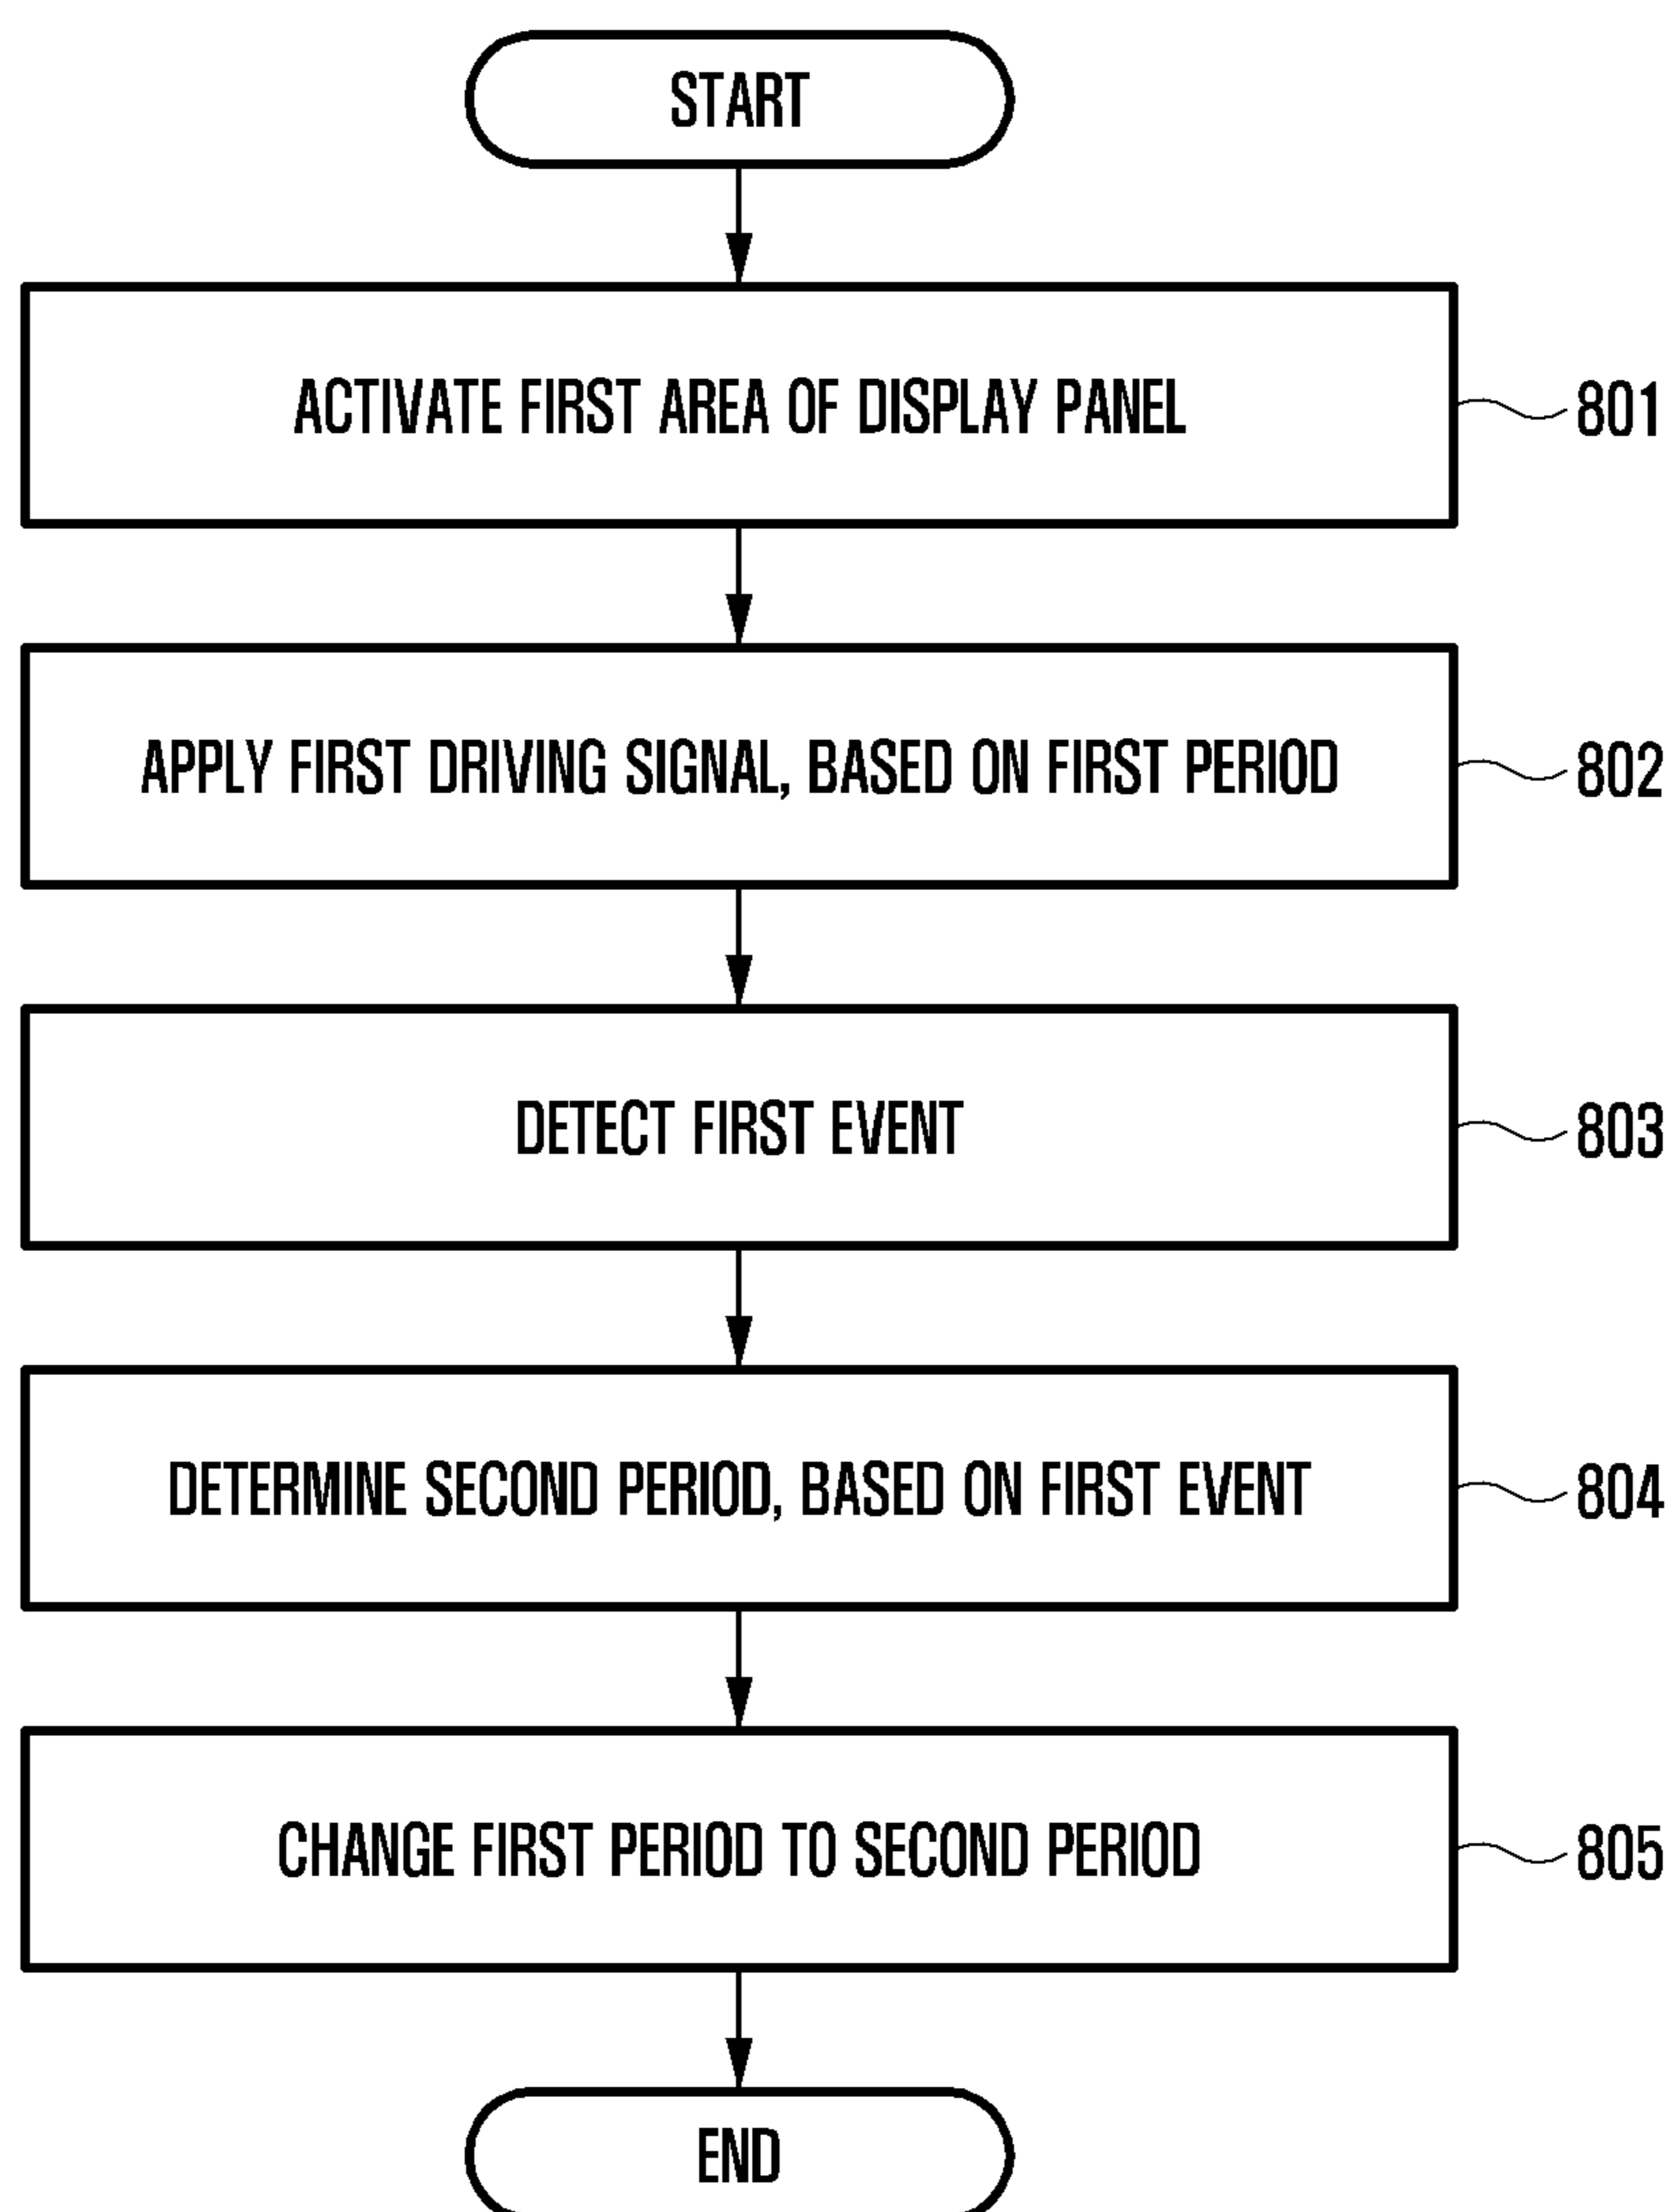 START
ACTIVATE FIRST AREA OF DISPLAY PANEL
801
APPLY FIRST DRIVING SIGNAL, BASED ON FIRST PERIOD
802
DETECT FIRST EVENT
803
DETERMINE SECOND PERIOD, BASED ON FIRST EVENT
804
CHANGE FIRST PERIOD TO SECOND PERIOD
805
END